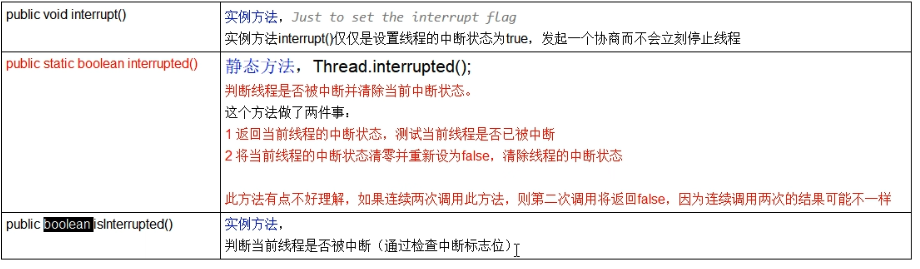 public void interrupt()
实例方法，Just to set the interrupt flag
实例方法interrupt()仅仅是设置线程的中断状态为true，发起一个协商而不会立刻停止线程
public static boolean interrupted()
静态方法，Thread.interrupted();
判断线程是否被中断并清除当前中断状态。
这个方法做了两件事：
1 返回当前线程的中断状态，测试当前线程是否已被中断
2 将当前线程的中断状态清零并重新设为false，清除线程的中断状态
此方法有点不好理解，如果连续两次调用此方法，则第二次调用将返回false，因为连续调用两次的结果可能不一样
public boolean isInterrupted()
实例方法，
判断当前线程是否被中断（通过检查中断标志位）